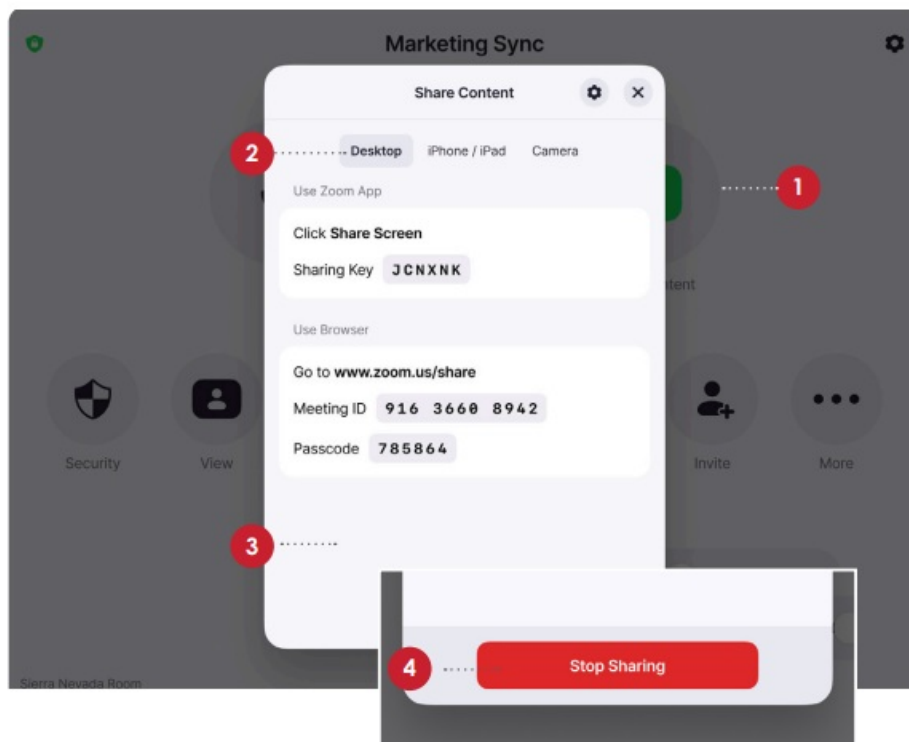 Marketing Sync
Share Content
2
Desktop iPhone / iPad Camera
1
Use Zoom App
Click Share Screen
Sharing Key JCNXNK
tent
Use Browser
Go to www.zoom.us/share
Meeting ID 916 3660 8942
Passcode 785864
Security View Invite More
3
4 Stop Sharing
Sierra Nevada Room